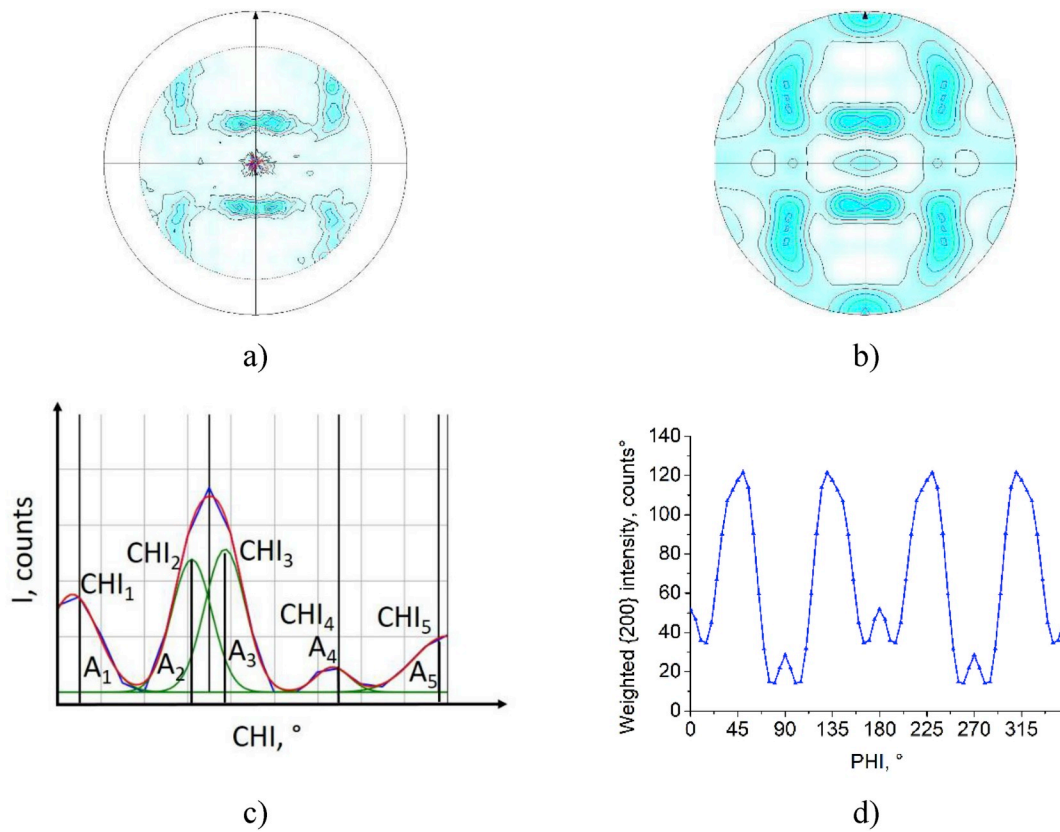 a)
b)
I, counts
CHI₁
CHI₂
CHI₃
CHI₄
CHI₅
A₁
A₂
A₃
A₄
A₅
CHI, °
c)
Weighted {200} intensity, counts°
140
120
100
80
60
40
20
0
0 45 90 135 180 225 270 315
PHI, °
d)